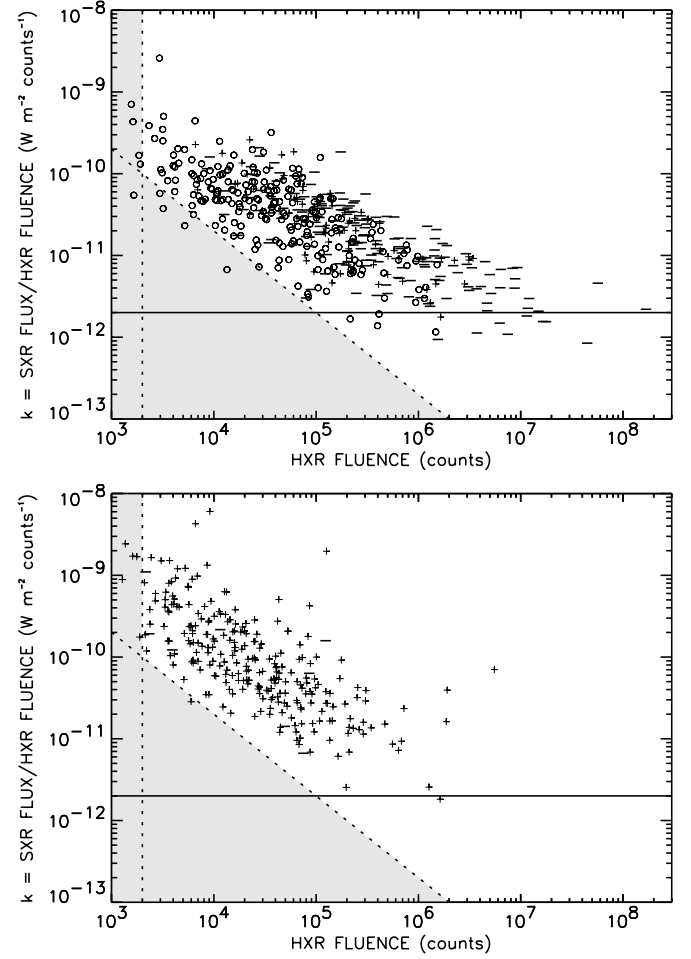 k = SXR FLUX/HXR FLUENCE (W m⁻² counts⁻¹)
10⁻⁸
10⁻⁹
10⁻¹⁰
10⁻¹¹
10⁻¹²
10⁻¹³
10³ 10⁴ 10⁵ 10⁶ 10⁷ 10⁸
HXR FLUENCE (counts)
k = SXR FLUX/HXR FLUENCE (W m⁻² counts⁻¹)
10⁻⁸
10⁻⁹
10⁻¹⁰
10⁻¹¹
10⁻¹²
10⁻¹³
10³ 10⁴ 10⁵ 10⁶ 10⁷ 10⁸
HXR FLUENCE (counts)